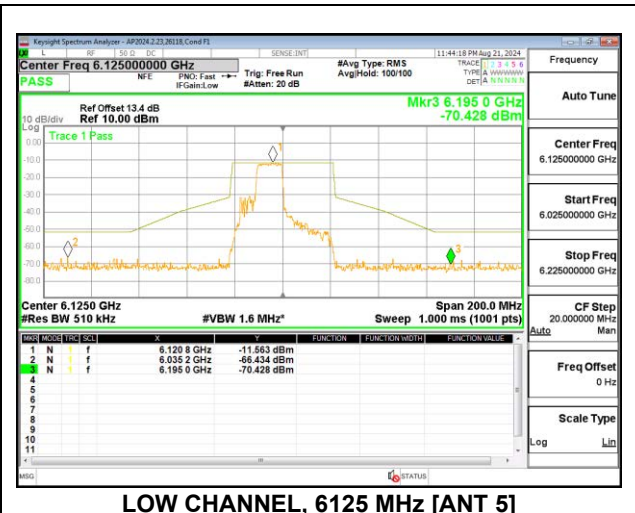 Keysight Spectrum Analyzer - AP2024.2.23,26118,Cond F1
L RF 50 Ω DC SENSE:INT 11:44:18 PM Aug 21, 2024
Center Freq 6.125000000 GHz
#Avg Type: RMS
TRACE 1 2 3 4 5 6
PASS
NFE
PNO: Fast
Trig: Free Run
Avg|Hold: 100/100
TYPE A WWWWW
IFGain:Low
#Atten: 20 dB
DET A N N N N N
Frequency
Mkr3 6.195 0 GHz
-70.428 dBm
Ref Offset 13.4 dB
10 dB/div Ref 10.00 dBm
Log
Trace 1 Pass
0.00
-10.0
-20.0
-30.0
-40.0
-50.0
-60.0
-70.0
-80.0
1
2
3
Center 6.1250 GHz Span 200.0 MHz
#Res BW 510 kHz #VBW 1.6 MHz* Sweep 1.000 ms (1001 pts)
MKR MODE TRC SCL X Y FUNCTION FUNCTION WIDTH FUNCTION VALUE
1 N 1 f 6.120 8 GHz -11.563 dBm
2 N 1 f 6.035 2 GHz -66.434 dBm
3 N 1 f 6.195 0 GHz -70.428 dBm
4
5
6
7
8
9
10
11
MSG STATUS
Auto Tune
Center Freq
6.125000000 GHz
Start Freq
6.025000000 GHz
Stop Freq
6.225000000 GHz
CF Step
20.000000 MHz
Auto Man
Freq Offset
0 Hz
Scale Type
Log Lin
LOW CHANNEL, 6125 MHz [ANT 5]